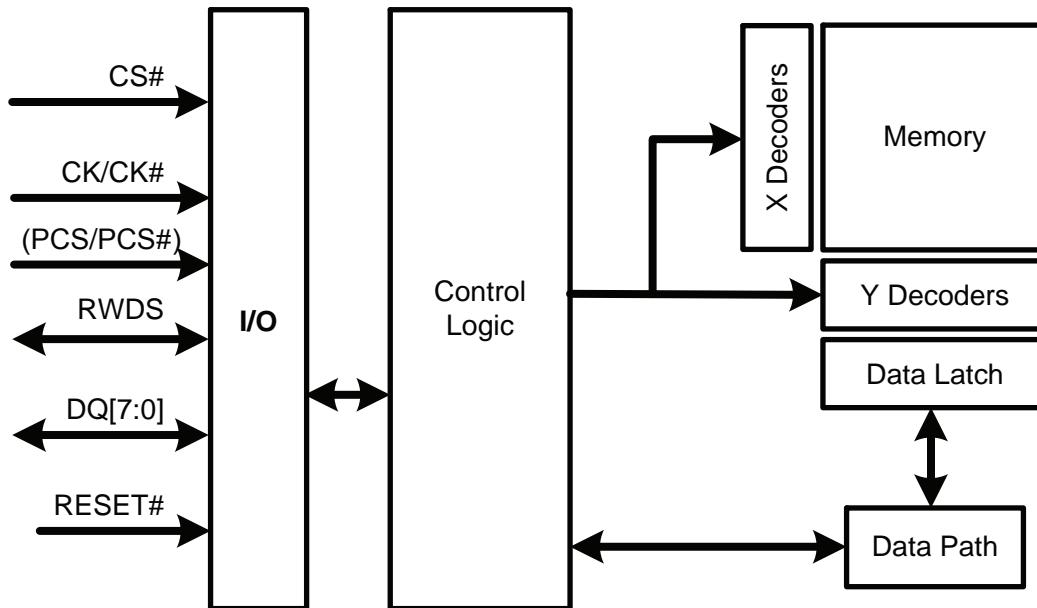 CS#
CK/CK#
(PCS/PCS#)
RWDS
DQ[7:0]
RESET#
I/O
Control
Logic
X Decoders
Memory
Y Decoders
Data Latch
Data Path